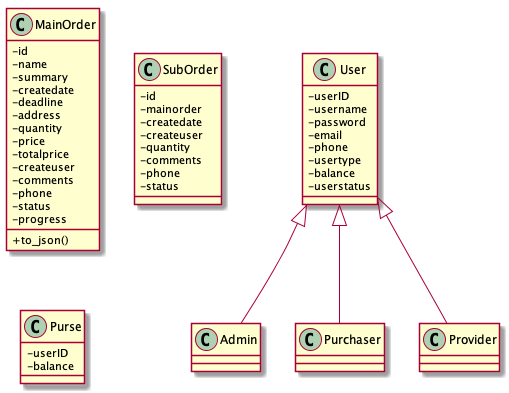 C MainOrder
-id
-name
-summary
-createdate
-deadline
-address
-quantity
-price
-totalprice
-createuser
-comments
-phone
-status
-progress
+to_json()
C SubOrder
-id
-mainorder
-createdate
-createuser
-quantity
-comments
-phone
-status
C User
-userID
-username
-password
-email
-phone
-usertype
-balance
-userstatus
C Purse
-userID
-balance
C Admin
C Purchaser
C Provider